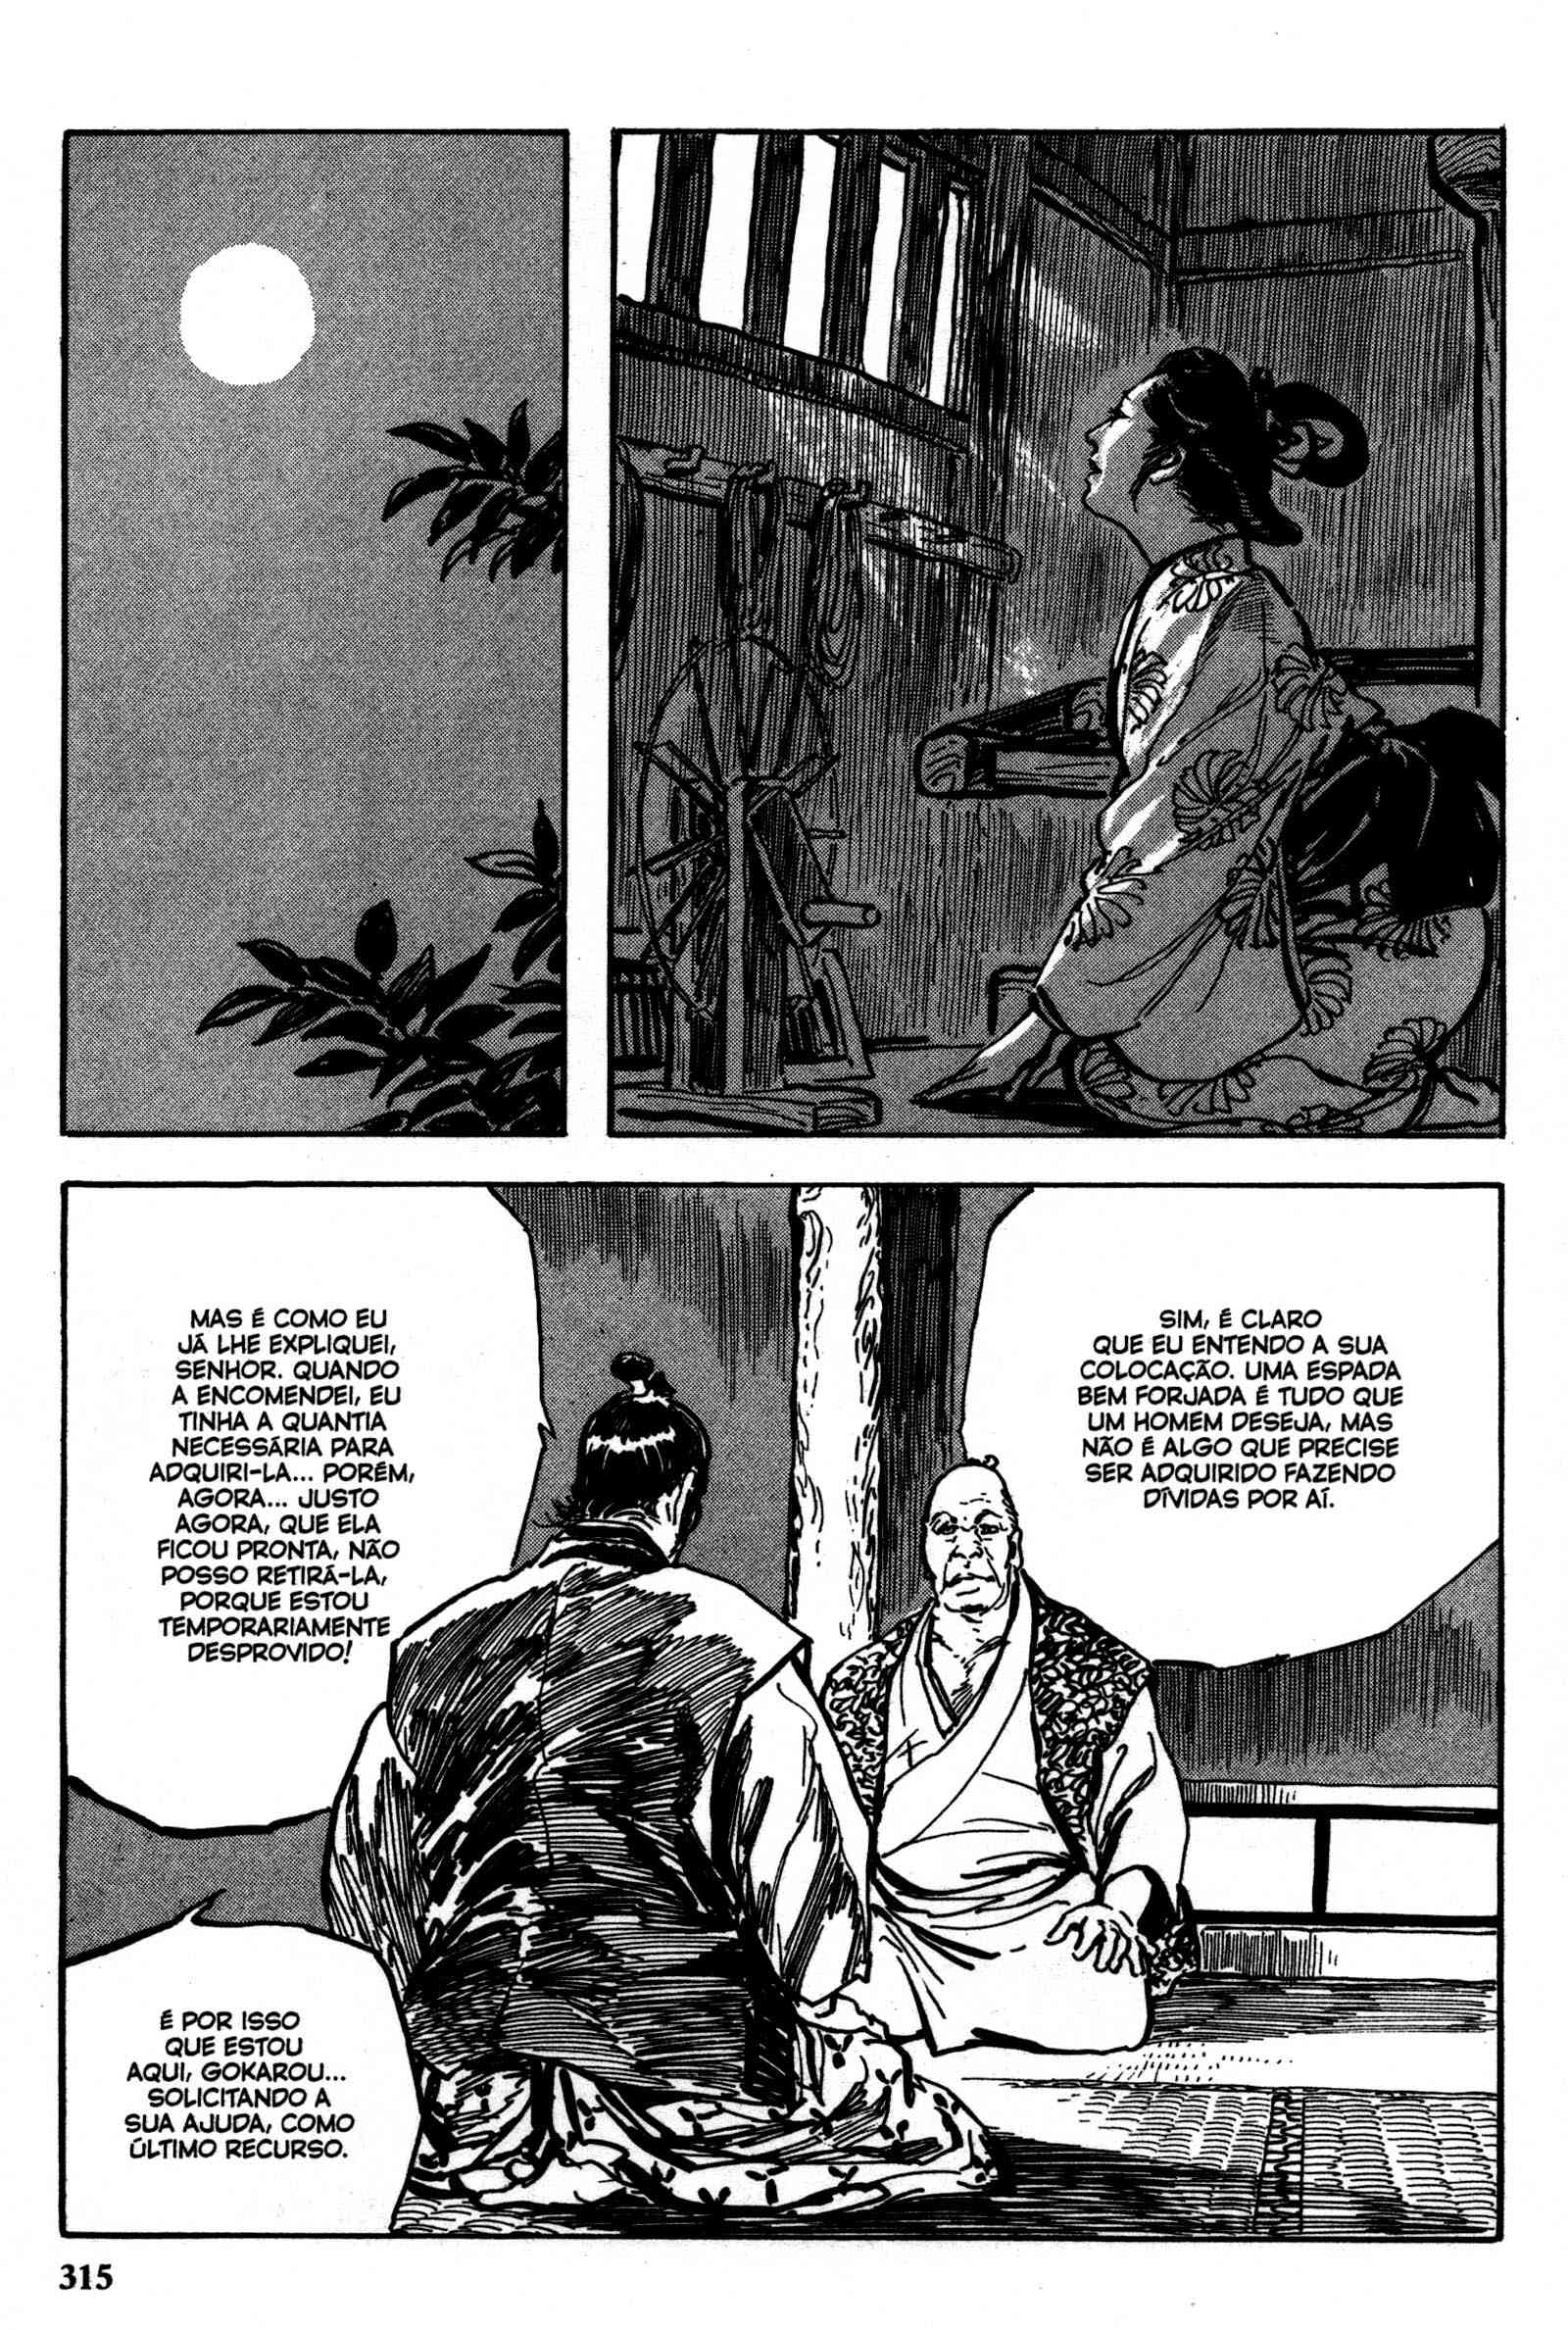 SIM, É CLARO
QUE EU ENTENDO A SUA
COLOCAÇÃO. UMA ESPADA
BEM FORJADA É TUDO QUE
UM HOMEM DESEJA, MAS
NÃO É ALGO QUE PRECISE
SER ADQUIRIDO FAZENDO
DÍVIDAS POR AÍ.
MAS É COMO EU
JÁ LHE EXPLIQUEI,
SENHOR. QUANDO
A ENCOMENDEI, EU
TINHA A QUANTIA
NECESSÁRIA PARA
ADQUIRI-LA... PORÉM,
AGORA... JUSTO
AGORA, QUE ELA
FICOU PRONTA, NÃO
POSSO RETIRÁ-LA,
PORQUE ESTOU
TEMPORARIAMENTE
DESPROVIDO!
É POR ISSO
QUE ESTOU
AQUI, GOKAROU...
SOLICITANDO A
SUA AJUDA, COMO
ÚLTIMO RECURSO.
315